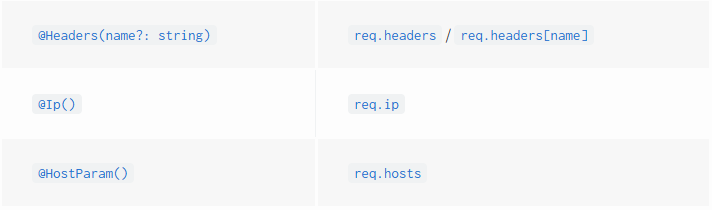 @Headers(name?: string) req.headers / req.headers[name]
@Ip() req.ip
@HostParam() req.hosts